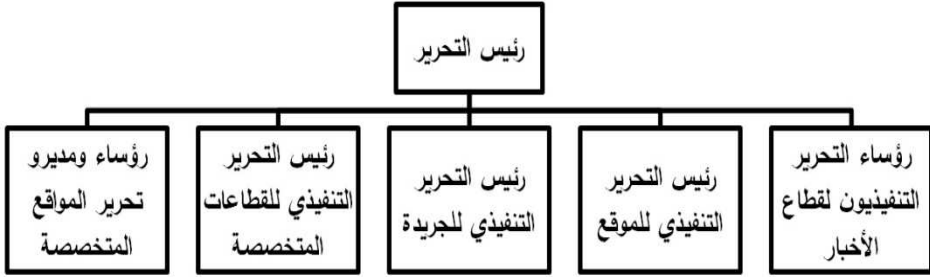 رئيس التحرير
رؤساء التحرير
التنفيذيون لقطاع
الأخبار
رئيس التحرير
التنفيذي للموقع
رئيس التحرير
التنفيذي للجريدة
رئيس التحرير
التنفيذي للقطاعات
المتخصصة
رؤساء ومديرو
تحرير المواقع
المتخصصة